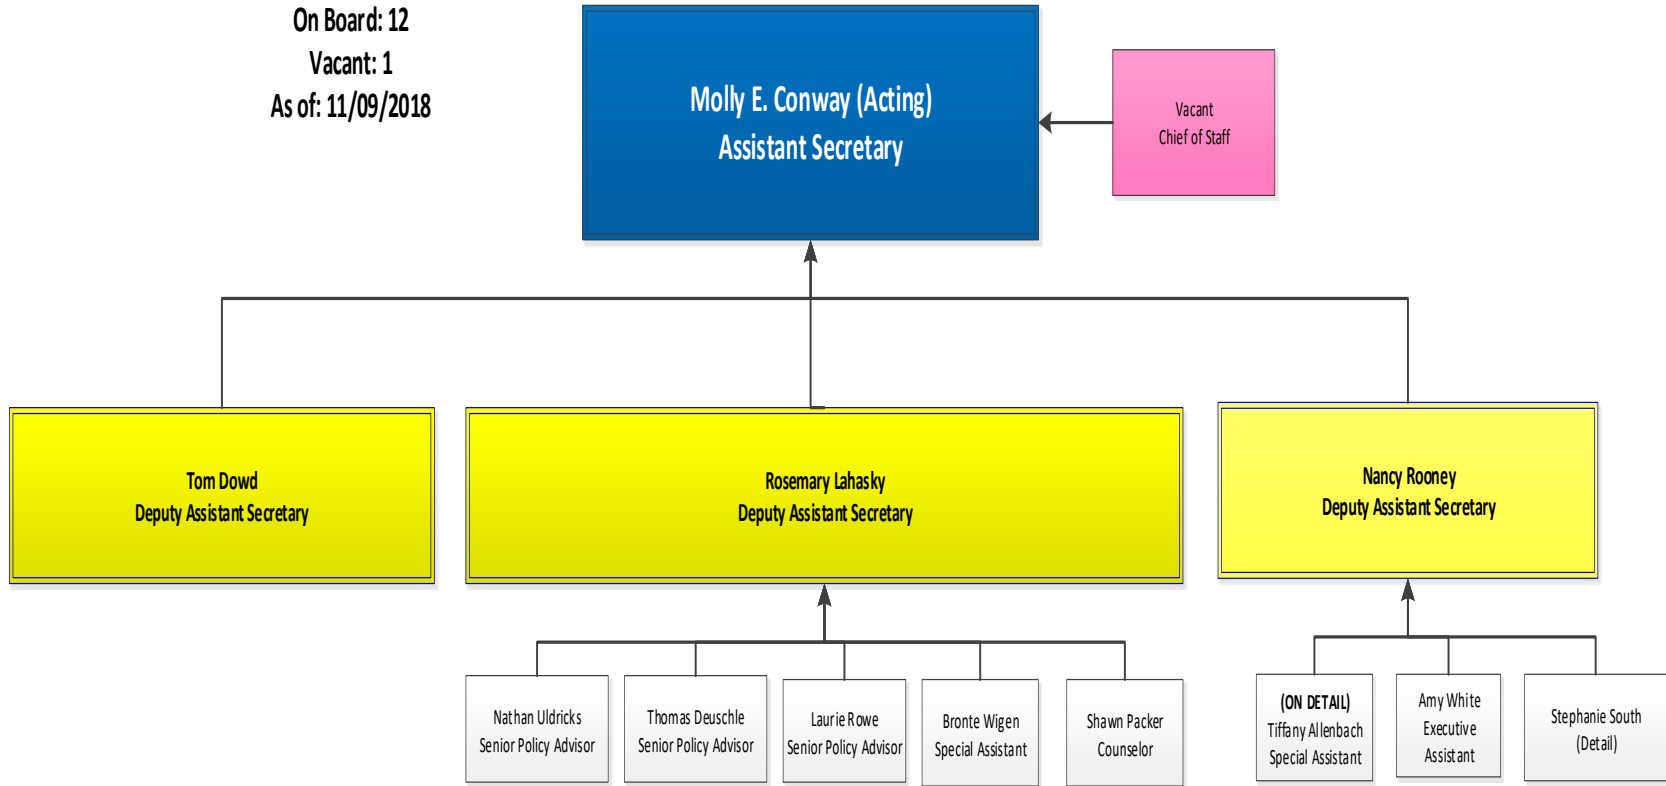 On Board: 12
Vacant: 1
As of: 11/09/2018
Molly E. Conway (Acting)
Assistant Secretary
Vacant
Chief of Staff
Tom Dowd
Deputy Assistant Secretary
Rosemary Lahasky
Deputy Assistant Secretary
Nancy Rooney
Deputy Assistant Secretary
Nathan Uldricks
Senior Policy Advisor
Thomas Deuschle
Senior Policy Advisor
Laurie Rowe
Senior Policy Advisor
Bronte Wigen
Special Assistant
Shawn Packer
Counselor
(ON DETAIL)
Tiffany Allenbach
Special Assistant
Amy White
Executive
Assistant
Stephanie South
(Detail)